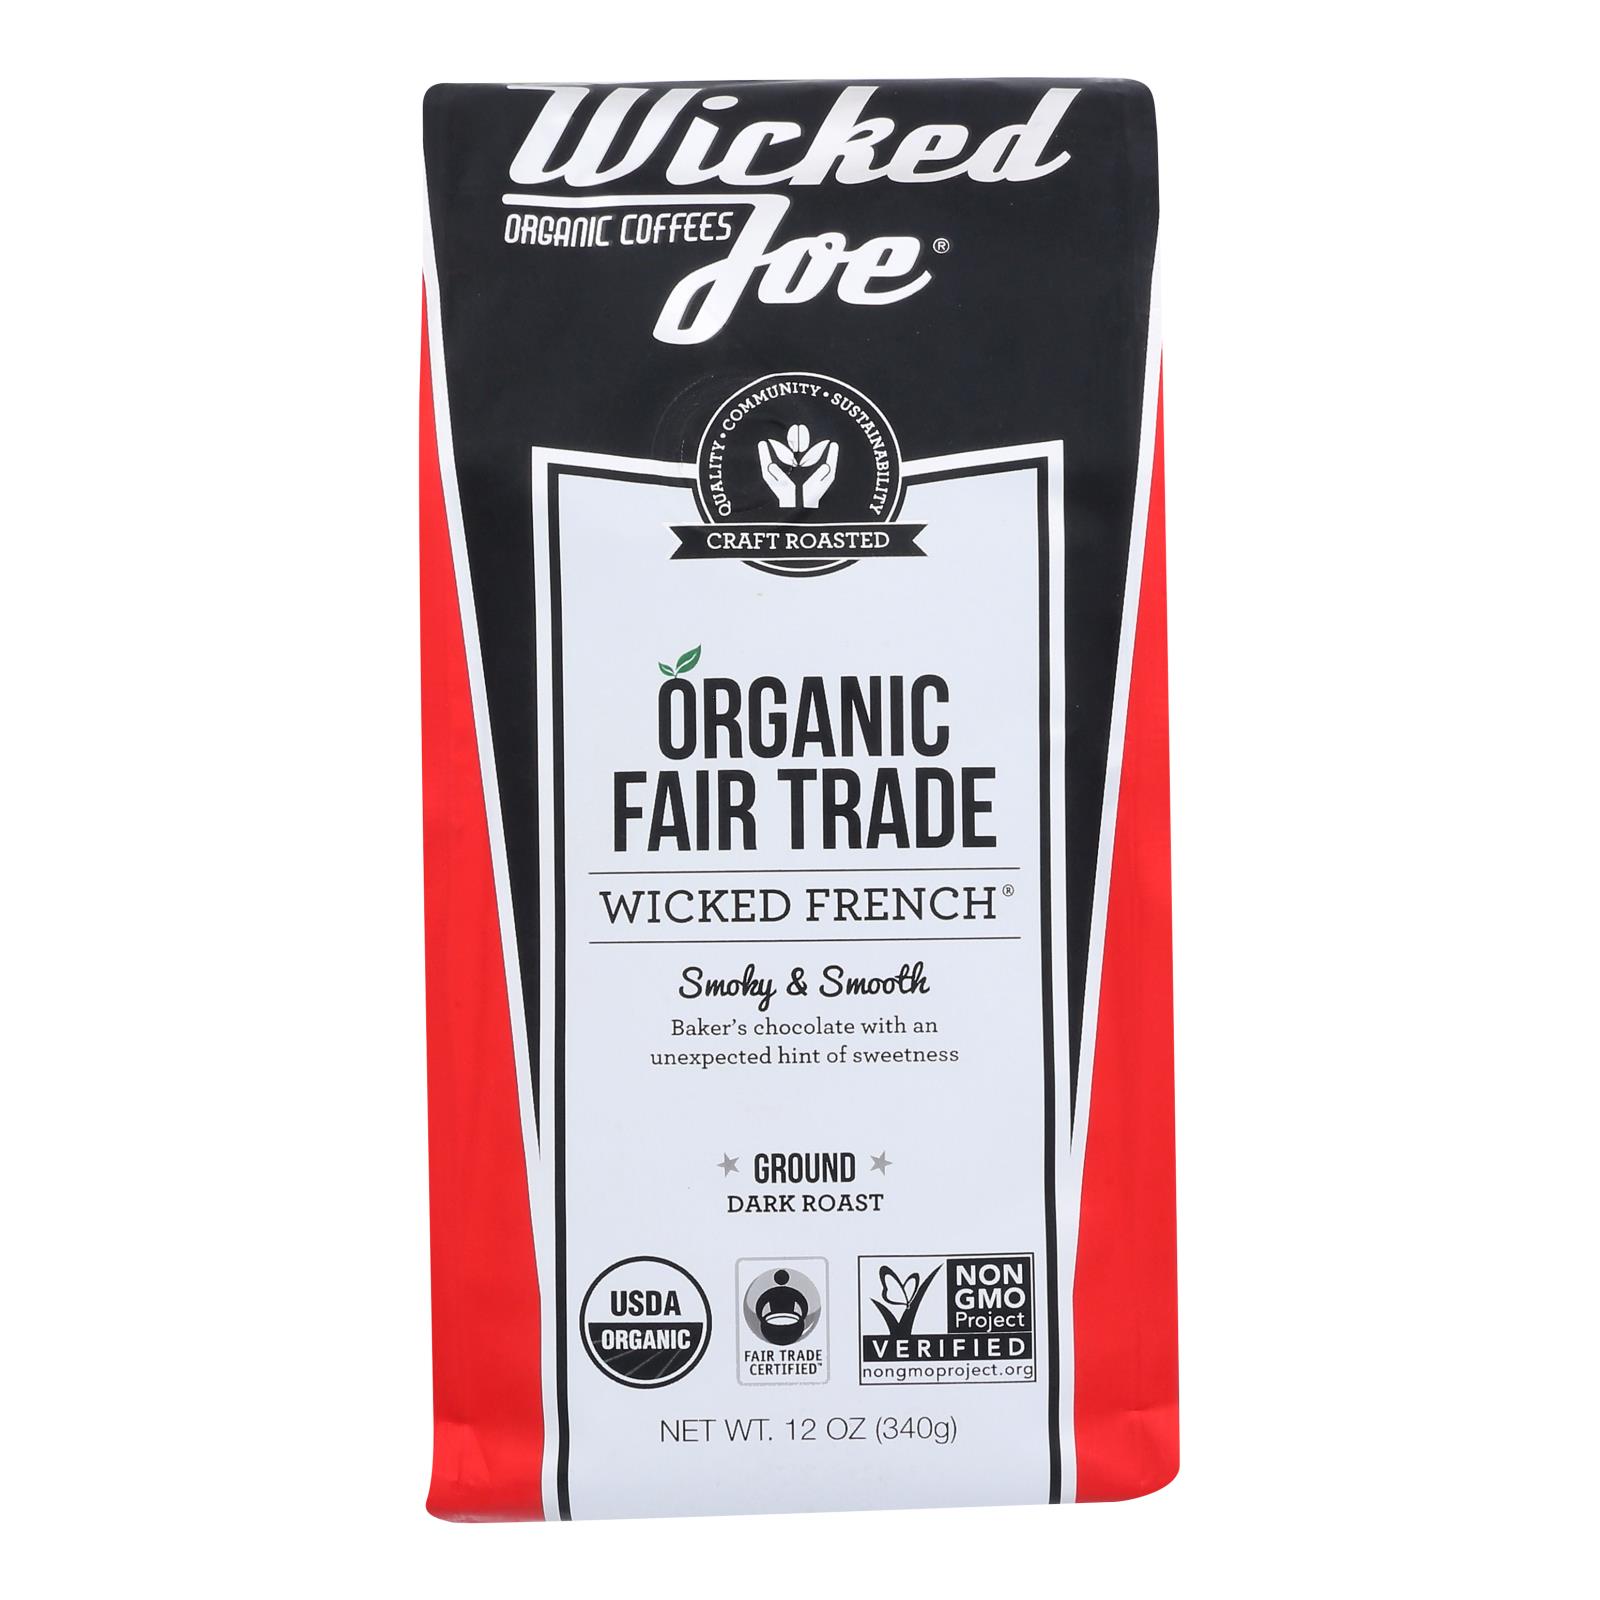 Wicked
ORGANIC COFFEES
Joe®
QUALITY • COMMUNITY • SUSTAINABILITY
CRAFT ROASTED
ORGANIC
FAIR TRADE
WICKED FRENCH®
Smoky & Smooth
Baker's chocolate with an
unexpected hint of sweetness
GROUND
DARK ROAST
USDA
ORGANIC
FAIR TRADE
CERTIFIED™
NON
GMO
Project
VERIFIED
nongmoproject.org
NET WT. 12 OZ (340g)